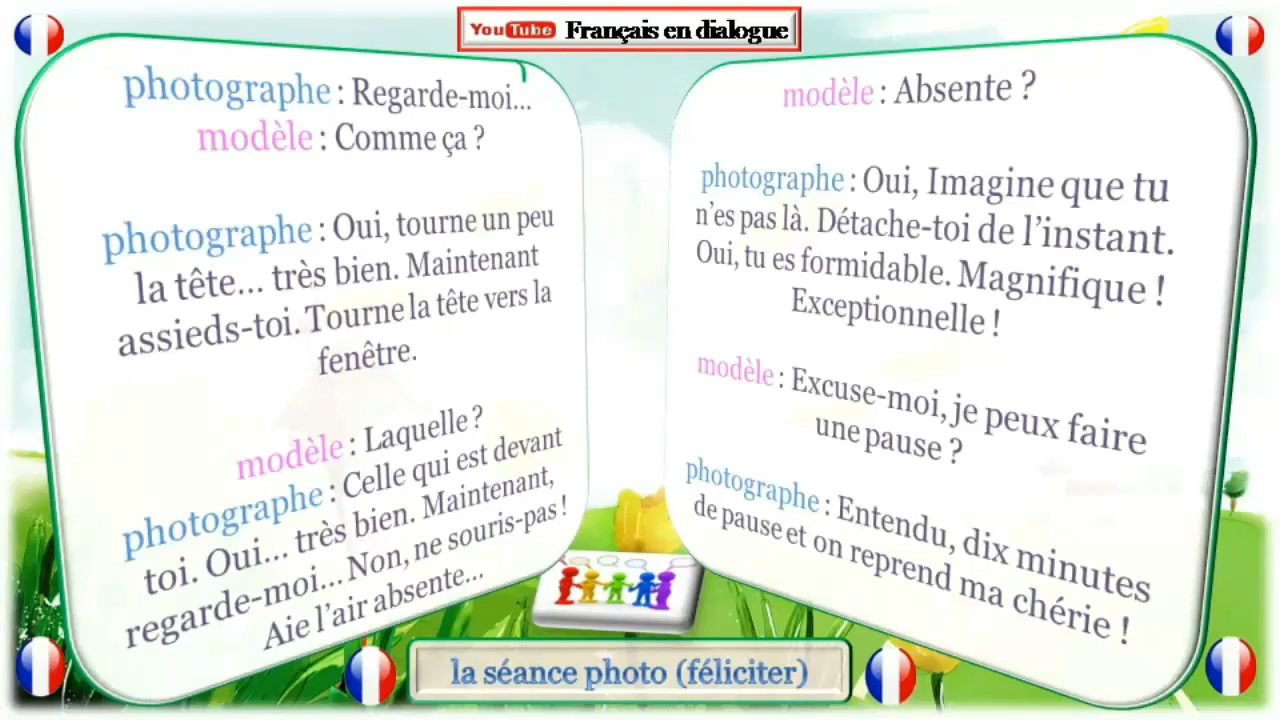 YouTube Français en dialogue
photographe : Regarde-moi...
modèle : Comme ça ?
photographe : Oui, tourne un peu
la tête... très bien. Maintenant
assieds-toi. Tourne la tête vers la
fenêtre.
modèle : Laquelle ?
photographe : Celle qui est devant
toi. Oui... très bien. Maintenant,
regarde-moi... Non, ne souris-pas !
Aie l’air absente...
modèle : Absente ?
photographe : Oui, Imagine que tu
n’es pas là. Détache-toi de l’instant.
Oui, tu es formidable. Magnifique !
Exceptionnelle !
modèle : Excuse-moi, je peux faire
une pause ?
photographe : Entendu, dix minutes
de pause et on reprend ma chérie !
la séance photo (féliciter)